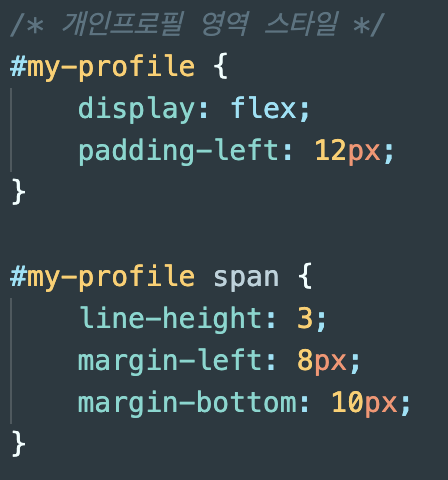 /* 개인프로필 영역 스타일 */
#my-profile {
    display: flex;
    padding-left: 12px;
}

#my-profile span {
    line-height: 3;
    margin-left: 8px;
    margin-bottom: 10px;
}